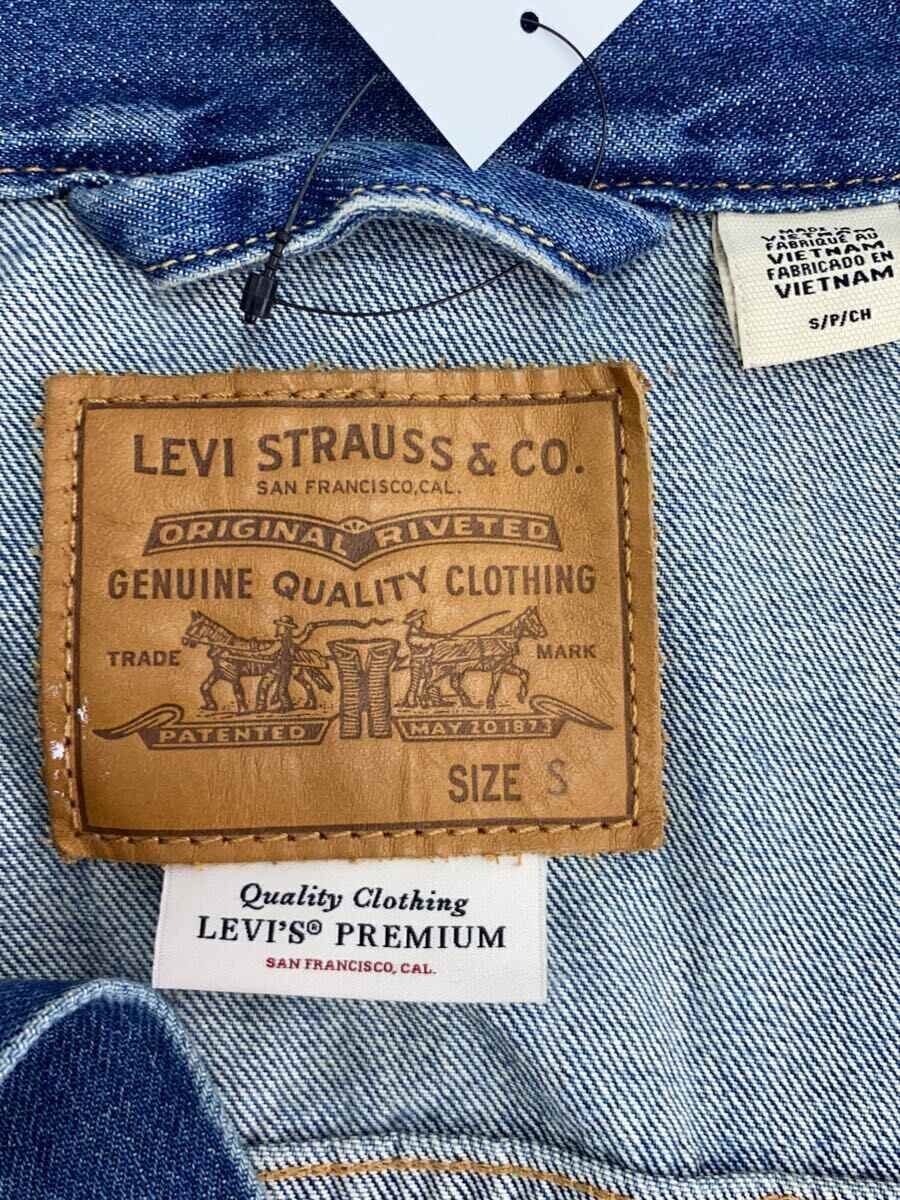 MADE IN
VIETNAM
FABRIQUÉ AU
VIETNAM
FABRICADO EN
VIETNAM
S/P/CH
LEVI STRAUSS & CO.
SAN FRANCISCO, CAL.
ORIGINAL RIVETED
GENUINE QUALITY CLOTHING
TRADE MARK
PATENTED MAY 20 1873
SIZE S
Quality Clothing
LEVI'S® PREMIUM
SAN FRANCISCO, CAL.